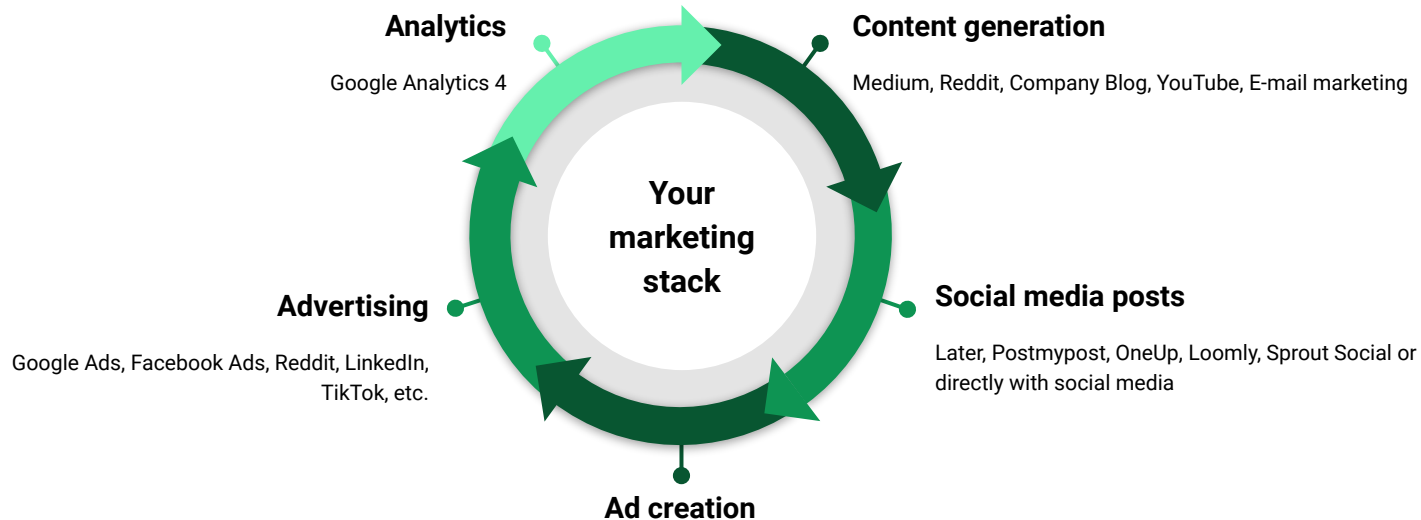 Analytics
Google Analytics 4
Content generation
Medium, Reddit, Company Blog, YouTube, E-mail marketing
Your
marketing
stack
Advertising
Google Ads, Facebook Ads, Reddit, LinkedIn,
TikTok, etc.
Social media posts
Later, Postmypost, OneUp, Loomly, Sprout Social or
directly with social media
Ad creation